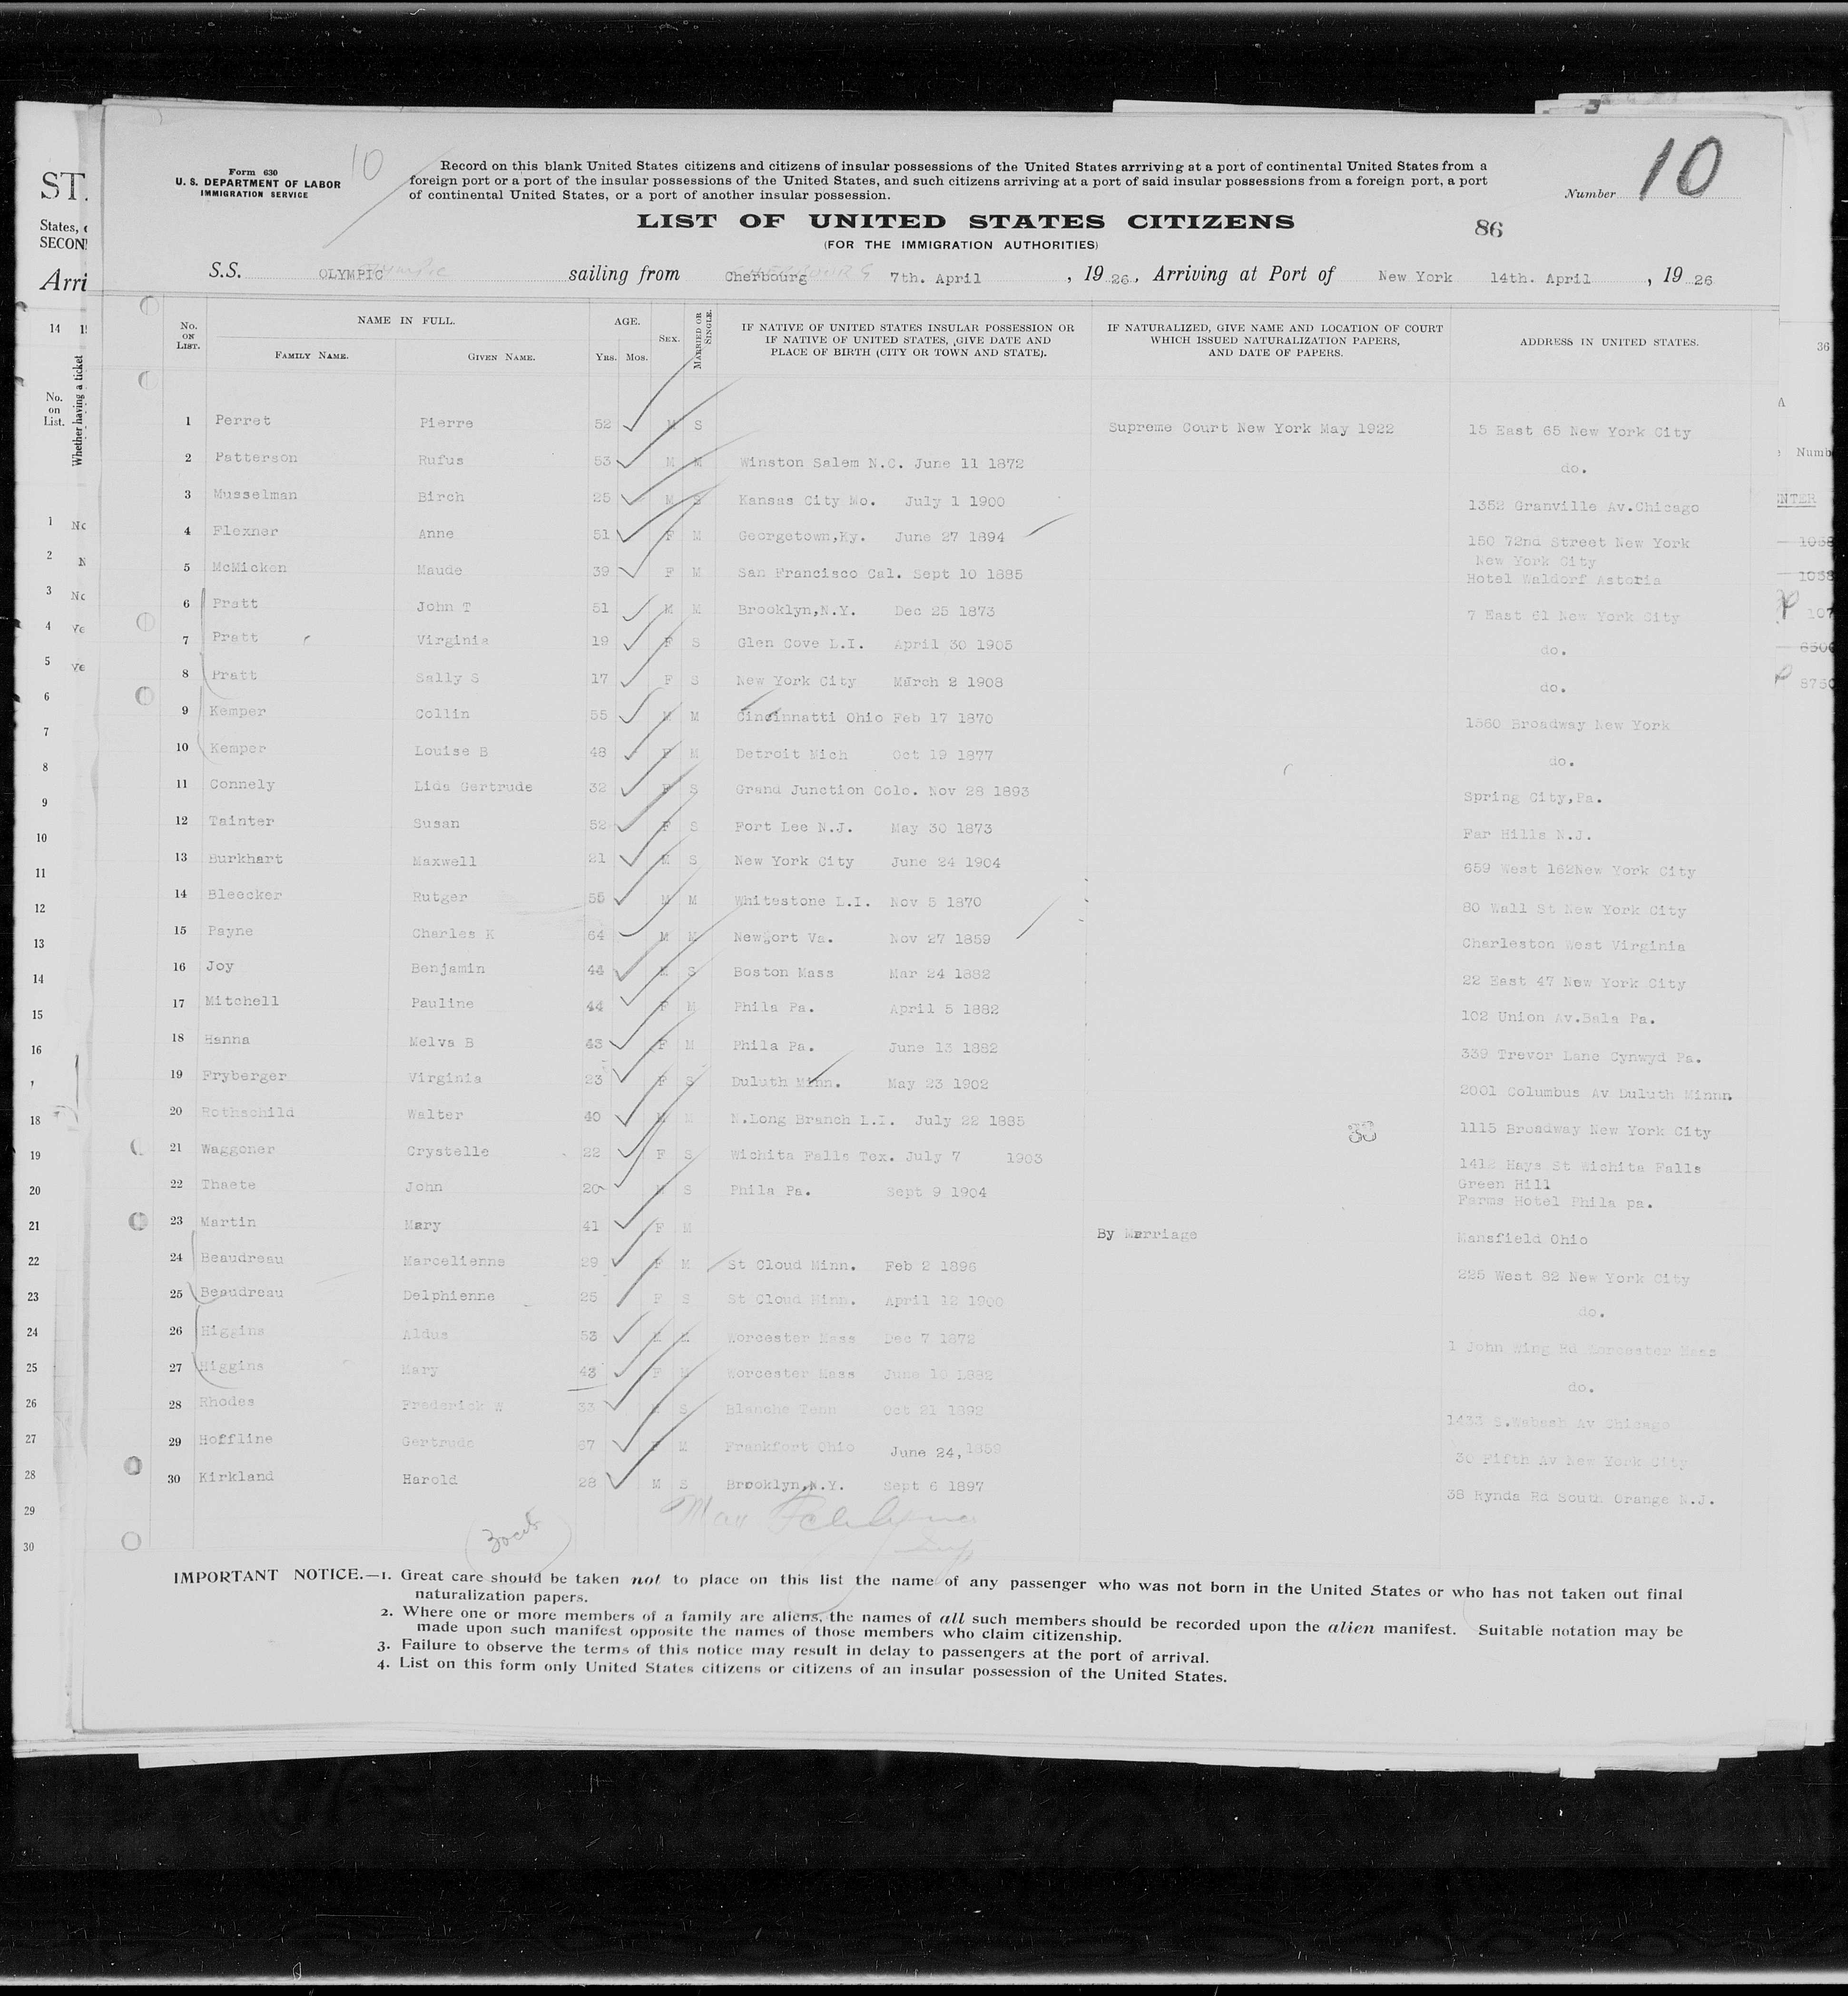 Form 630
U. S. DEPARTMENT OF LABOR
IMMIGRATION SERVICE
10
Record on this blank United States citizens and citizens of insular possessions of the United States arrriving at a port of continental United States from a
foreign port or a port of the insular possessions of the United States, and such citizens arriving at a port of said insular possessions from a foreign port, a port
of continental United States, or a port of another insular possession.
Number 10
LIST OF UNITED STATES CITIZENS
86
(FOR THE IMMIGRATION AUTHORITIES)
S.S. OLYMPIC sailing from Cherbourg 7th. April , 19 26 , Arriving at Port of New York 14th. April , 19 26
No. ON LIST. NAME IN FULL. FAMILY NAME. GIVEN NAME. AGE. YRS. MOS. SEX. MARRIED OR SINGLE. IF NATIVE OF UNITED STATES INSULAR POSSESSION OR IF NATIVE OF UNITED STATES, GIVE DATE AND PLACE OF BIRTH (CITY OR TOWN AND STATE). IF NATURALIZED, GIVE NAME AND LOCATION OF COURT WHICH ISSUED NATURALIZATION PAPERS, AND DATE OF PAPERS. ADDRESS IN UNITED STATES.
1 Perret Pierre 52 M S Supreme Court New York May 1922 15 East 65 New York City
2 Patterson Rufus 53 M M Winston Salem N.C. June 11 1872 do.
3 Musselman Birch 25 M S Kansas City Mo. July 1 1900 1352 Granville Av.Chicago
4 Flexner Anne 51 F M Georgetown,Ky. June 27 1894 150 72nd Street New York
New York City
5 McMicken Maude 39 F M San Francisco Cal. Sept 10 1885 Hotel Waldorf Astoria
6 Pratt John T 51 M M Brooklyn,N.Y. Dec 25 1873 7 East 61 New York City
7 Pratt Virginia 19 F S Glen Cove L.I. April 30 1905 do.
8 Pratt Sally S 17 F S New York City March 2 1908 do.
9 Kemper Collin 55 M M Cincinnatti Ohio Feb 17 1870 1560 Broadway New York
10 Kemper Louise B 48 F M Detroit Mich Oct 19 1877 do.
11 Connely Lida Gertrude 32 F S Grand Junction Colo. Nov 28 1893 Spring City,Pa.
12 Tainter Susan 52 F S Fort Lee N.J. May 30 1873 Far Hills N.J.
13 Burkhart Maxwell 21 M S New York City June 24 1904 659 West 162New York City
14 Bleecker Rutger 55 M M Whitestone L.I. Nov 5 1870 80 Wall St New York City
15 Payne Charles K 64 M M Newport Va. Nov 27 1859 Charleston West Virginia
16 Joy Benjamin 44 M S Boston Mass Mar 24 1882 22 East 47 New York City
17 Mitchell Pauline 44 F M Phila Pa. April 5 1882 102 Union Av.Bala Pa.
18 Hanna Melva B 43 F M Phila Pa. June 13 1882 339 Trevor Lane Cynwyd Pa.
19 Fryberger Virginia 23 F S Duluth Minn. May 23 1902 2801 Columbus Av Duluth Minnn
20 Rothschild Walter 40 M M N.Long Branch L.I. July 22 1885 1115 Broadway New York City
33
21 Waggoner Crystelle 22 F S Wichita Falls Tex. July 7 1903 1412 Hays St Wichita Falls
Green Hill
22 Thaete John 20 M S Phila Pa. Sept 9 1904 Farms Hotel Phila pa.
23 Martin Mary 41 F M By Marriage Mansfield Ohio
24 Beaudreau Marcelienne 29 F M St Cloud Minn. Feb 2 1896 225 West 82 New York City
25 Beaudreau Delphienne 25 F S St Cloud Minn. April 12 1900 do.
26 Higgins Aldus 53 M M Worcester Mass Dec 7 1872 1 John Wing Rd Worcester Mass
27 Higgins Mary 43 F M Worcester Mass June 10 1882 do.
28 Rhodes Frederick W 33 M S Blanche Tenn Oct 21 1892 1433 S.Wabash Av Chicago
29 Hoffline Gertrude 67 F M Frankfort Ohio June 24, 1859 30 Fifth Av New York City
30 Kirkland Harold 28 M S Brooklyn,N.Y. Sept 6 1897 38 Rynda Rd South Orange N.J.
IMPORTANT NOTICE.—1. Great care should be taken not to place on this list the name of any passenger who was not born in the United States or who has not taken out final
naturalization papers.
2. Where one or more members of a family are aliens, the names of all such members should be recorded upon the alien manifest. Suitable notation may be
made upon such manifest opposite the names of those members who claim citizenship.
3. Failure to observe the terms of this notice may result in delay to passengers at the port of arrival.
4. List on this form only United States citizens or citizens of an insular possession of the United States.